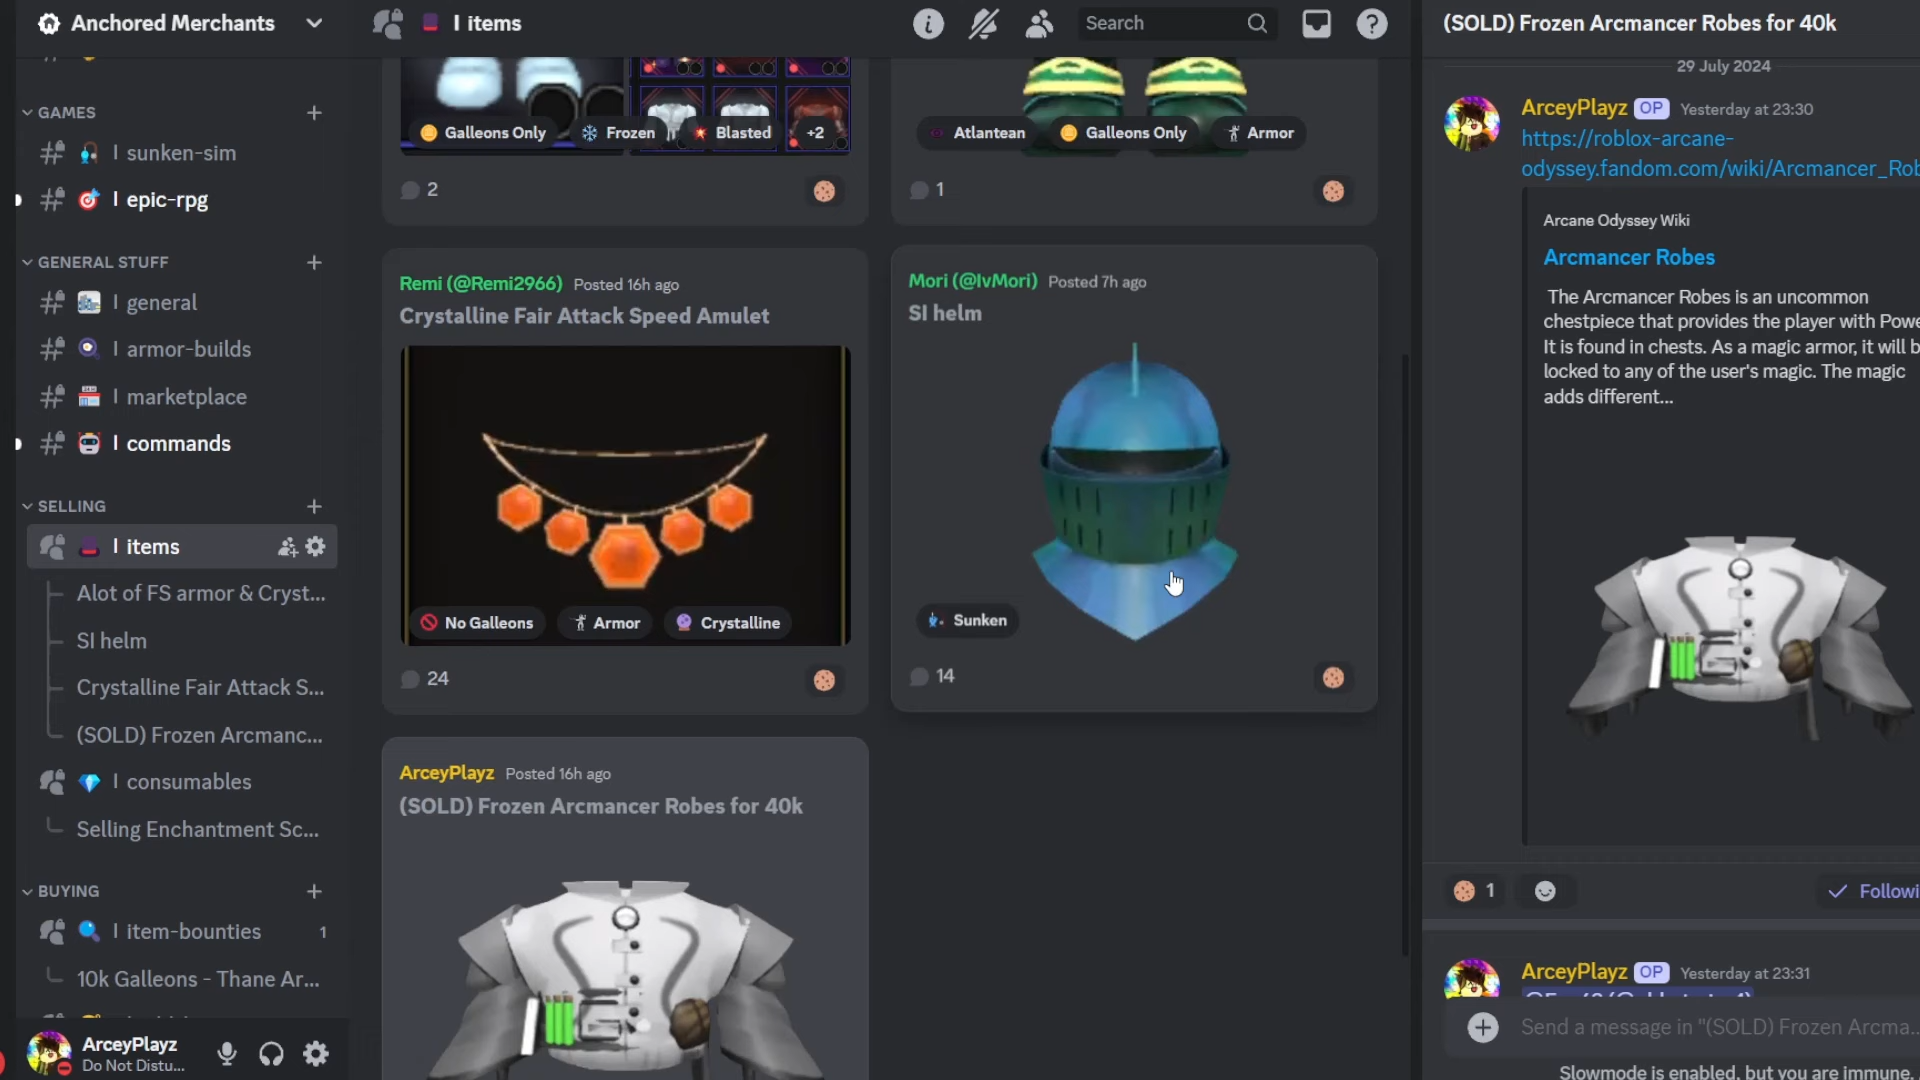 Anchored Merchants
GAMES
sunken-sim
epic-rpg
GENERAL STUFF
general
armor-builds
marketplace
commands
SELLING
items
Alot of FS armor & Cryst...
SI helm
Crystalline Fair Attack S...
(SOLD) Frozen Arcmanc...
consumables
Selling Enchantment Sc...
BUYING
item-bounties 1
10k Galleons - Thane Ar...
ArceyPlayz
Do Not Distu...
items
Search
Galleons Only Frozen Blasted +2
2
Atlantean Galleons Only Armor
1
Remi (@Remi2966) Posted 16h ago
Crystalline Fair Attack Speed Amulet
No Galleons Armor Crystalline
24
Mori (@IvMori) Posted 7h ago
SI helm
Sunken
14
ArceyPlayz Posted 16h ago
(SOLD) Frozen Arcmancer Robes for 40k
(SOLD) Frozen Arcmancer Robes for 40k
29 July 2024
ArceyPlayz OP Yesterday at 23:30
https://roblox-arcane-
odyssey.fandom.com/wiki/Arcmancer_Rob
Arcane Odyssey Wiki
Arcmancer Robes
The Arcmancer Robes is an uncommon
chestpiece that provides the player with Powe
It is found in chests. As a magic armor, it will b
locked to any of the user's magic. The magic
adds different...
1
Followi
ArceyPlayz OP Yesterday at 23:31
Send a message in "(SOLD) Frozen Arcma...
Slowmode is enabled, but you are immune.